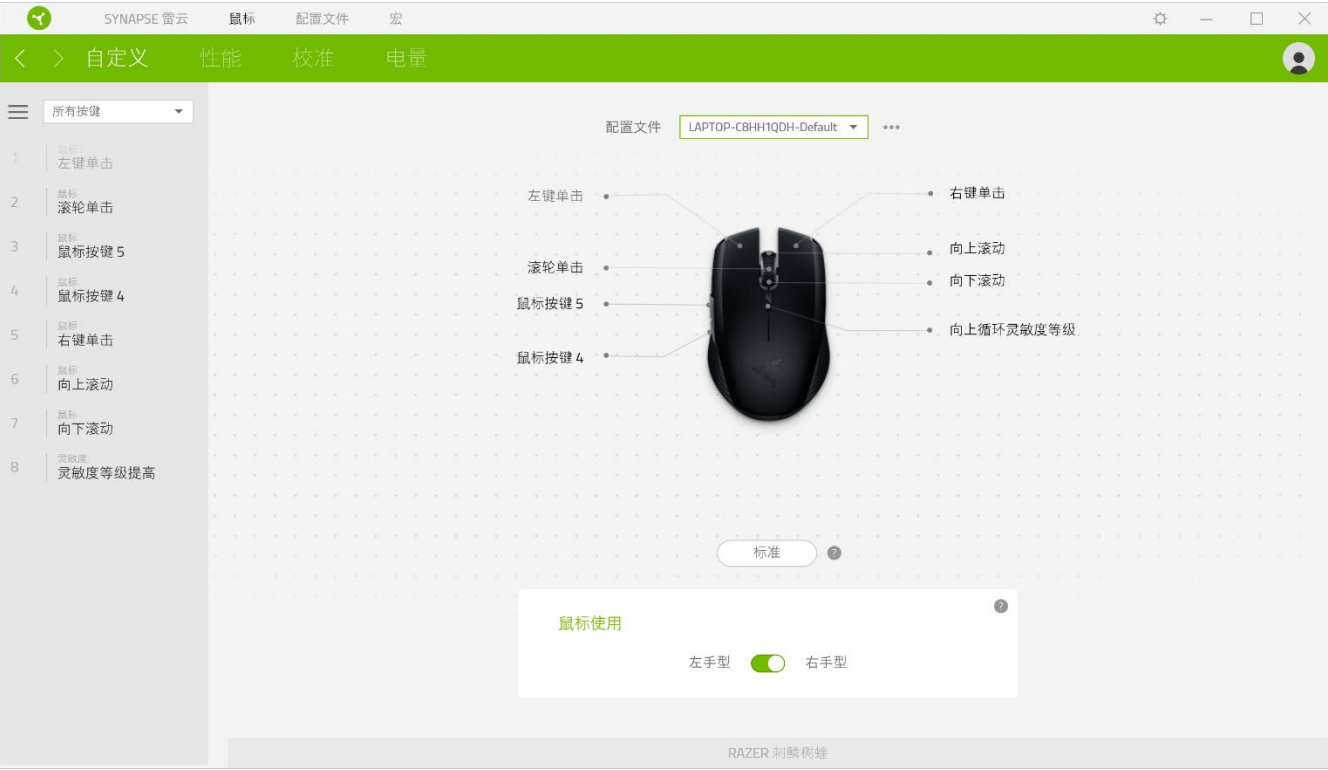 SYNAPSE 雷云 鼠标 配置文件 宏
自定义 性能 校准 电量
所有按键
配置文件 LAPTOP-C8HH1QDH-Default
1 鼠标
左键单击
2 鼠标
滚轮单击
3 鼠标
鼠标按键 5
4 鼠标
鼠标按键 4
5 鼠标
右键单击
6 鼠标
向上滚动
7 鼠标
向下滚动
8 灵敏度
灵敏度等级提高
左键单击
滚轮单击
鼠标按键 5
鼠标按键 4
右键单击
向上滚动
向下滚动
向上循环灵敏度等级
标准 ?
鼠标使用 ?
左手型 右手型
RAZER 刺鳞树蝰